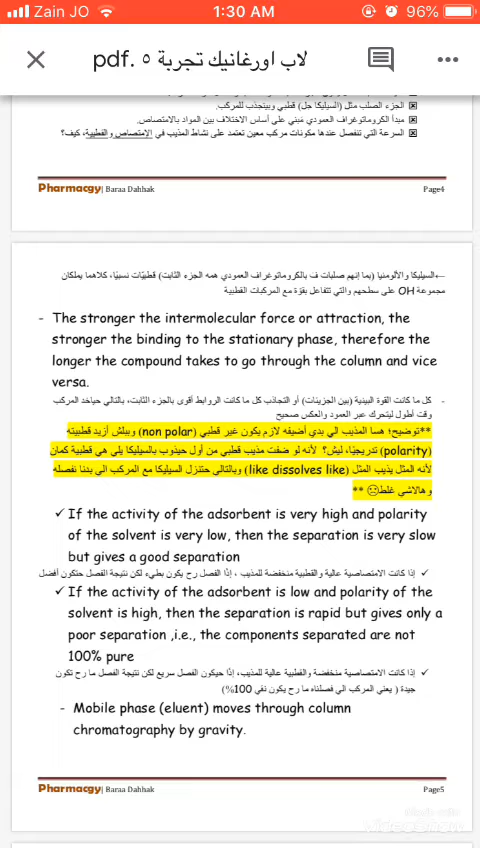 Zain JO
1:30 AM
96%
لاب اورغانيك تجربة ٥ .pdf
الجزء الصلب مثل (السيليكا جل) قطبي وبينجذب للمركب.
مبدأ الكروماتوغراف العمودي مَبني على أساس الاختلاف بين المواد بالامتصاص.
السرعة التي تنفصل عندها مكونات مركب معين تعتمد على نشاط المذيب في الامتصاص والقطبية، كيف؟
Pharmacgy| Baraa Dahhak
Page4
←السيليكا والألومنيا (بما إنهم صلبات ف بالكروماتوغراف العمودي همه الجزء الثابت) قطبيّات نسبيًا، كلاهما يملكان
مجموعة OH على سطحهم والتي تتفاعل بقوّة مع المركبات القطبية
- The stronger the intermolecular force or attraction, the
stronger the binding to the stationary phase, therefore the
longer the compound takes to go through the column and vice
versa.
- كل ما كانت القوة البينية (بين الجزيئات) أو التجاذب كل ما كانت الروابط أقوى بالجزء الثابت، بالتالي حياخد المركب
وقت أطول ليتحرك عبر العمود والعكس صحيح
**توضيح؛ هسا المذيب الي بدي أضيفه لازم يكون غير قطبي (non polar) وببلش أزيد قطبيته
(polarity) تدريجيًا، ليش؟ لأنه لو ضفت مذيب قطبي من أول حيذوب بالسيليكا يلي هي قطبية كمان
لأنه المثل يذيب المثل (like dissolves like) وبالتالي حتنزل السيليكا مع المركب الي بدنا نفصله
وهالاشي غلط☹ **
✓ If the activity of the adsorbent is very high and polarity
of the solvent is very low, then the separation is very slow
but gives a good separation
✓ إذا كانت الامتصاصية عالية والقطبية منخفضة للمذيب ، إذًا الفصل رح يكون بطيء لكن نتيجة الفصل حتكون أفضل
✓ If the activity of the adsorbent is low and polarity of the
solvent is high, then the separation is rapid but gives only a
poor separation ,i.e., the components separated are not
100% pure
✓ إذا كانت الامتصاصية منخفضة والقطبية عالية للمذيب، إذًا حيكون الفصل سريع لكن نتيجة الفصل ما رح تكون
جيدة ( يعني المركب الي فصلناه ما رح يكون نقي 100%)
- Mobile phase (eluent) moves through column
chromatography by gravity.
Pharmacgy| Baraa Dahhak
Page5